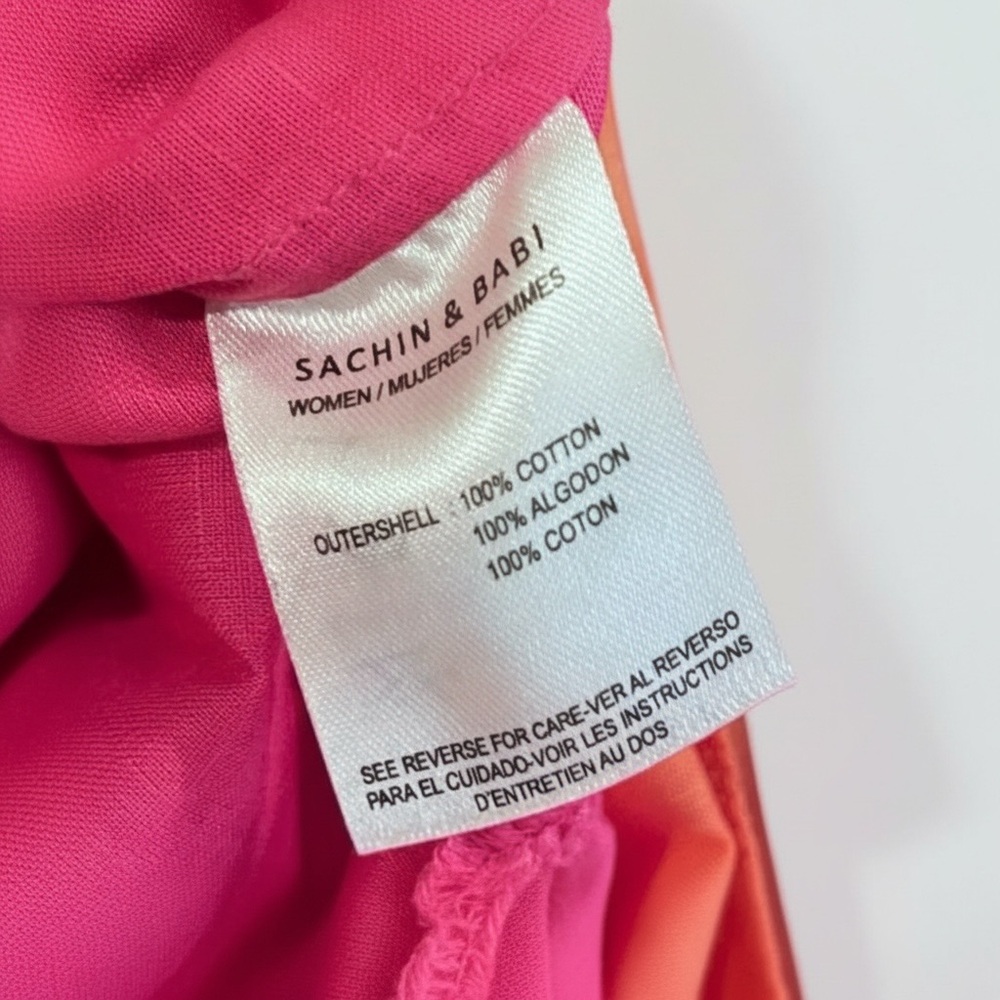 SACHIN & BABI
WOMEN / MUJERES / FEMMES
OUTERSHELL : 100% COTTON
100% ALGODON
100% COTON
SEE REVERSE FOR CARE-VER AL REVERSO
PARA EL CUIDADO-VOIR LES INSTRUCTIONS
D'ENTRETIEN AU DOS